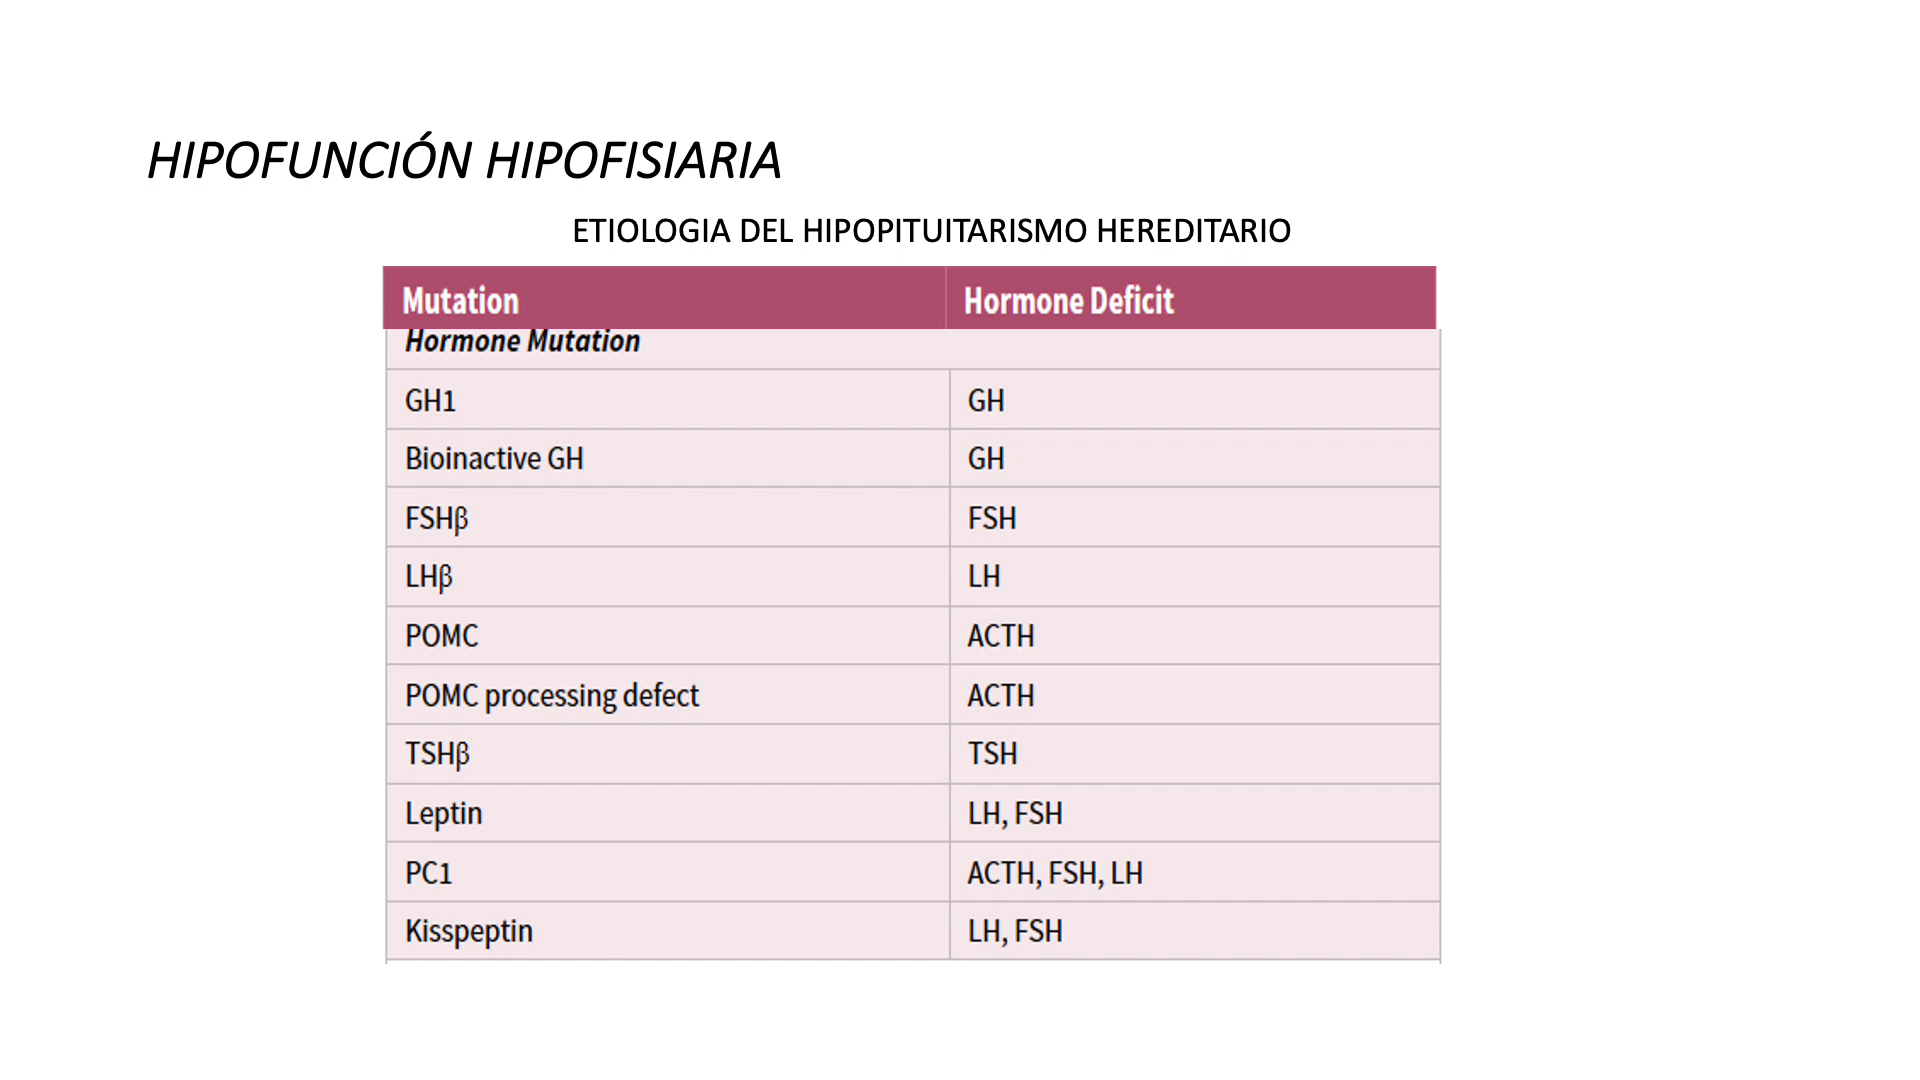 HIPOFUNCIÓN HIPOFISIARIA
ETIOLOGIA DEL HIPOPITUITARISMO HEREDITARIO
Mutation Hormone Deficit
Hormone Mutation
GH1 GH
Bioinactive GH GH
FSHβ FSH
LHβ LH
POMC ACTH
POMC processing defect ACTH
TSHβ TSH
Leptin LH, FSH
PC1 ACTH, FSH, LH
Kisspeptin LH, FSH